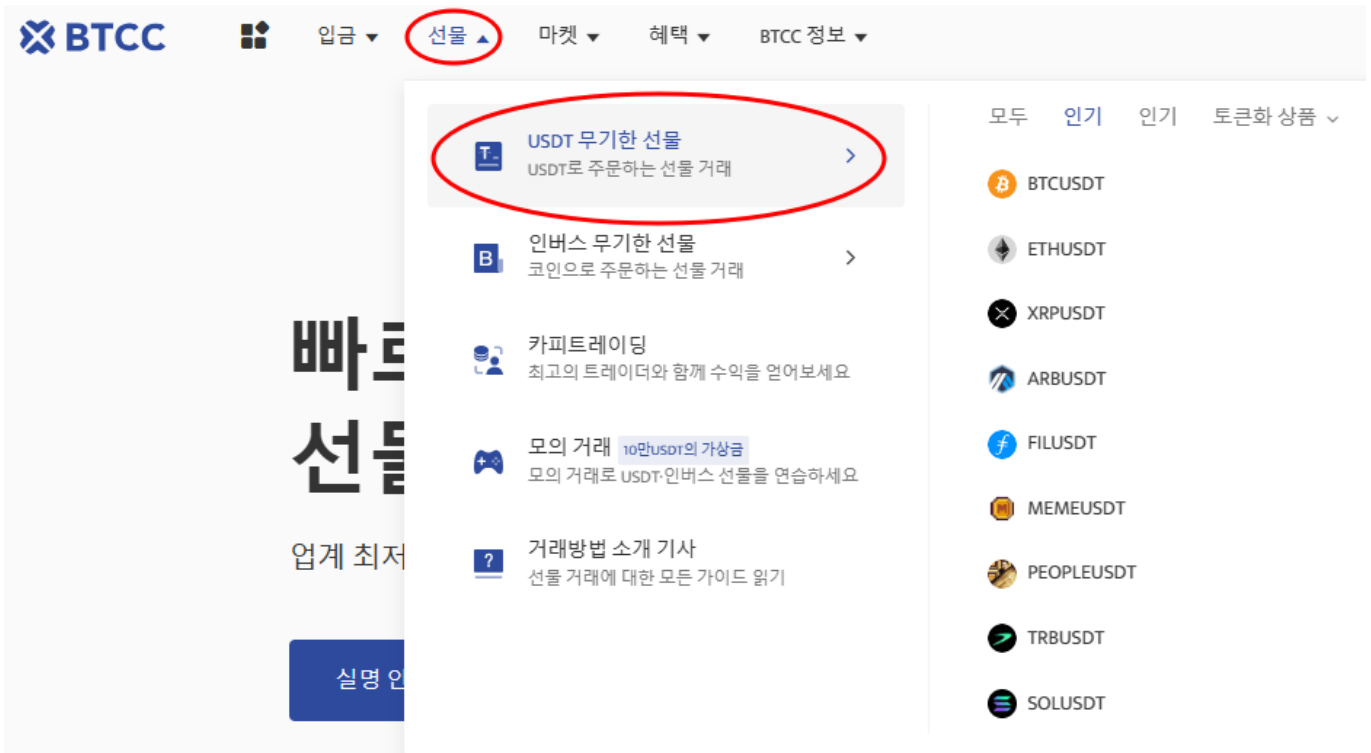 BTCC
입금 ▼ 선물 ▲ 마켓 ▼ 혜택 ▼ BTCC 정보 ▼
USDT 무기한 선물
USDT로 주문하는 선물 거래
인버스 무기한 선물
코인으로 주문하는 선물 거래
카피트레이딩
최고의 트레이더와 함께 수익을 얻어보세요
모의 거래 10만USDT의 가상금
모의 거래로 USDT·인버스 선물을 연습하세요
거래방법 소개 기사
선물 거래에 대한 모든 가이드 읽기
모두 인기 인기 토큰화 상품
BTCUSDT
ETHUSDT
XRPUSDT
ARBUSDT
FILUSDT
MEMEUSDT
PEOPLEUSDT
TRBUSDT
SOLUSDT
빠
업계 최저
실명